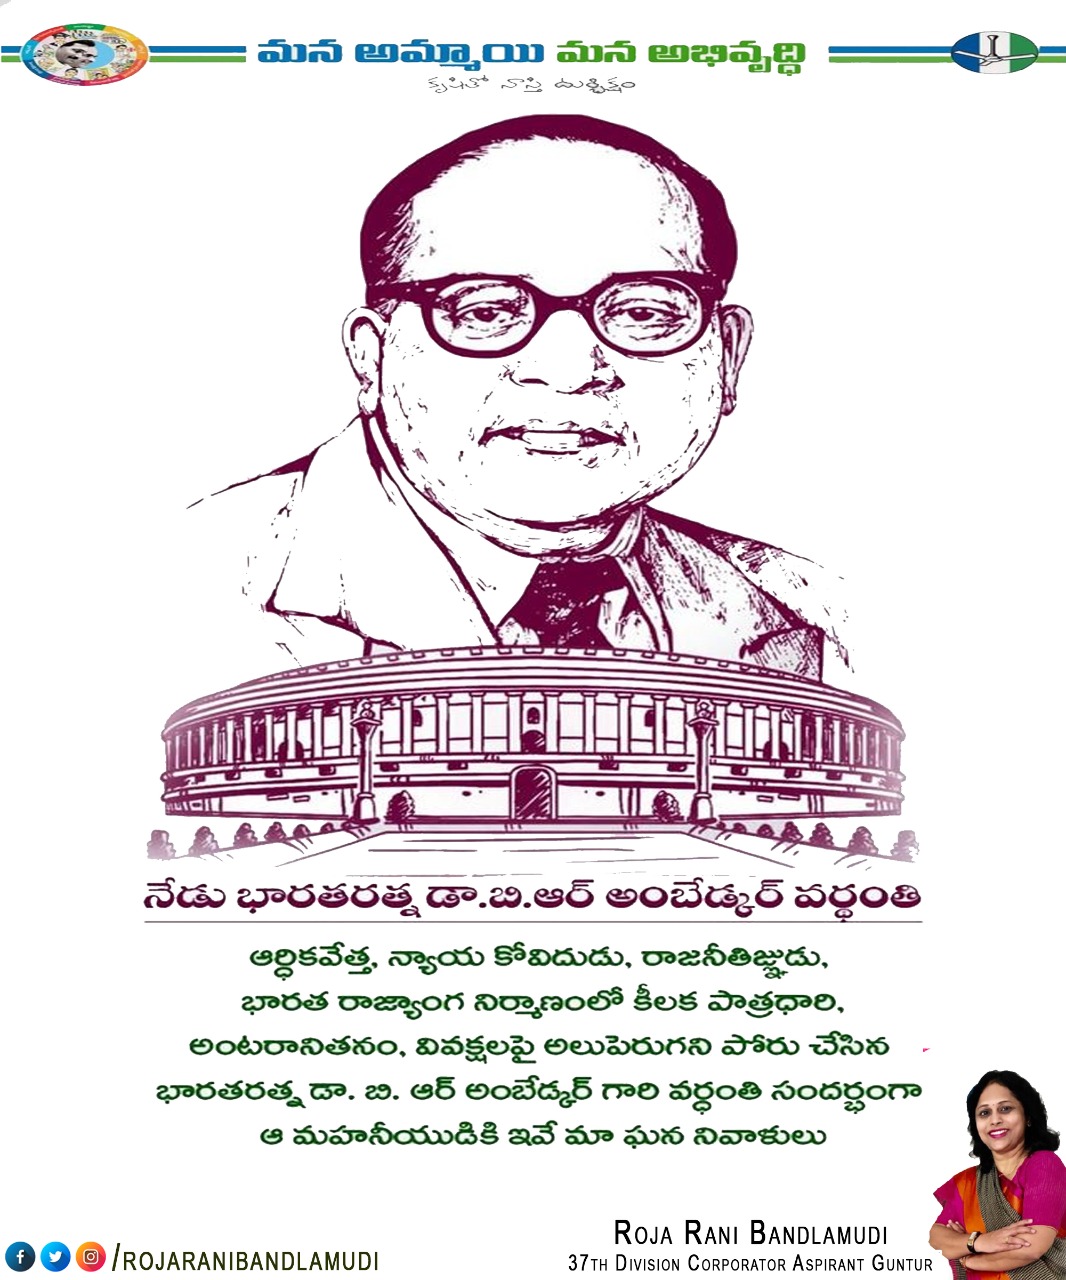 మన అమ్మాయి మన అభివృద్ధి
కృషితో నాస్తి దుర్భిక్షం
నేడు భారతరత్న డా.బి.ఆర్ అంబేడ్కర్ వర్ధంతి
ఆర్ధికవేత్త, న్యాయ కోవిదుడు, రాజనీతిజ్ఞుడు,
భారత రాజ్యాంగ నిర్మాణంలో కీలక పాత్రధారి,
అంటరానితనం, వివక్షలపై అలుపెరుగని పోరు చేసిన
భారతరత్న డా. బి. ఆర్ అంబేడ్కర్ గారి వర్ధంతి సందర్భంగా
ఆ మహనీయుడికి ఇవే మా ఘన నివాళులు
ROJA RANI BANDLAMUDI
37TH DIVISION CORPORATOR ASPIRANT GUNTUR
/ROJARANIBANDLAMUDI